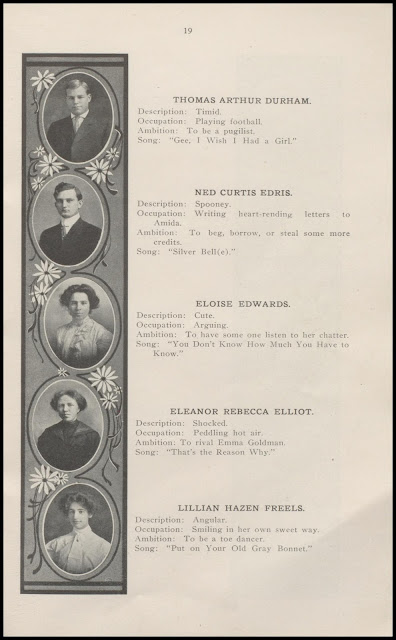 19
THOMAS ARTHUR DURHAM.
Description: Timid.
Occupation: Playing football.
Ambition: To be a pugilist.
Song: "Gee, I Wish I Had a Girl."
NED CURTIS EDRIS.
Description: Spooney.
Occupation: Writing heart-rending letters to
Amida.
Ambition: To beg, borrow, or steal some more
credits.
Song: "Silver Bell(e)."
ELOISE EDWARDS.
Description: Cute.
Occupation: Arguing.
Ambition: To have some one listen to her chatter.
Song: "You Don't Know How Much You Have to
Know."
ELEANOR REBECCA ELLIOT.
Description: Shocked.
Occupation: Peddling hot air.
Ambition: To rival Emma Goldman.
Song: "That's the Reason Why."
LILLIAN HAZEN FREELS.
Description: Angular.
Occupation: Smiling in her own sweet way.
Ambition: To be a toe dancer.
Song: "Put on Your Old Gray Bonnet."